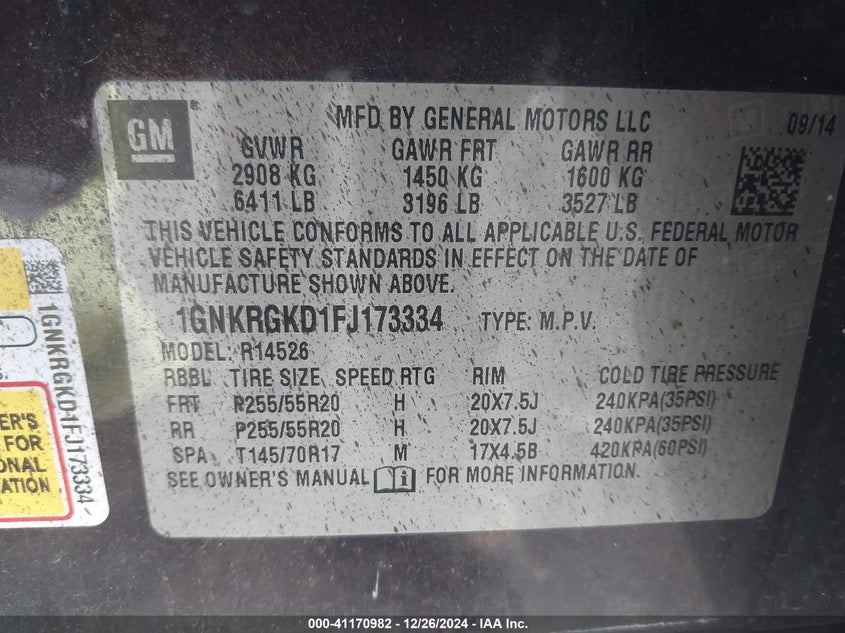 GM ®
MFD BY GENERAL MOTORS LLC 09/14
GVWR GAWR FRT GAWR RR
2908 KG 1450 KG 1600 KG
6411 LB 3196 LB 3527 LB
THIS VEHICLE CONFORMS TO ALL APPLICABLE U.S. FEDERAL MOTOR
VEHICLE SAFETY STANDARDS IN EFFECT ON THE DATE OF
MANUFACTURE SHOWN ABOVE.
1GNKRGKD1FJ173334 TYPE: M.P.V.
MODEL: R14526
RBBL TIRE SIZE SPEED RTG RIM COLD TIRE PRESSURE
FRT P255/55R20 H 20X7.5J 240KPA(35PSI)
RR P255/55R20 H 20X7.5J 240KPA(35PSI)
SPA T145/70R17 M 17X4.5B 420KPA(60PSI)
SEE OWNER'S MANUAL FOR MORE INFORMATION.
1GNKRGKD1FJ173334
ER'S
FOR
ONAL
ATION
000-41170982 - 12/26/2024 - IAA Inc.